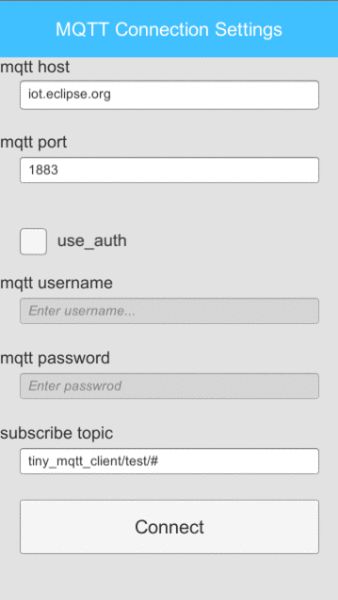 MQTT Connection Settings
mqtt host
iot.eclipse.org
mqtt port
1883
use_auth
mqtt username
Enter username...
mqtt password
Enter passwrod
subscribe topic
tiny_mqtt_client/test/#
Connect